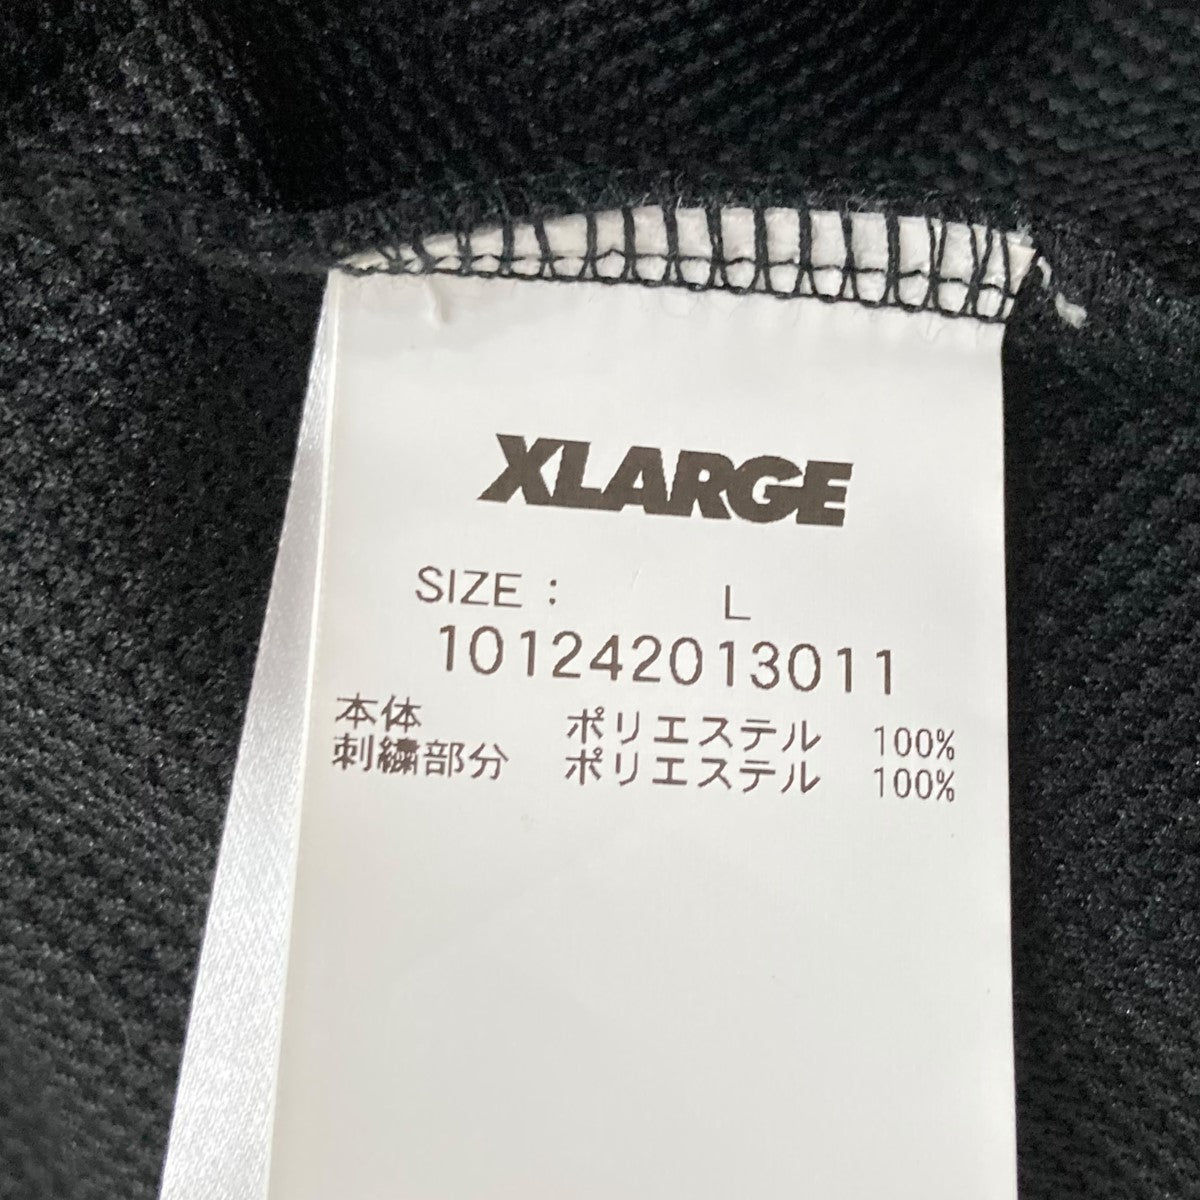 XLARGE
SIZE : L
101242013011
本体 ポリエステル 100%
刺繍部分 ポリエステル 100%